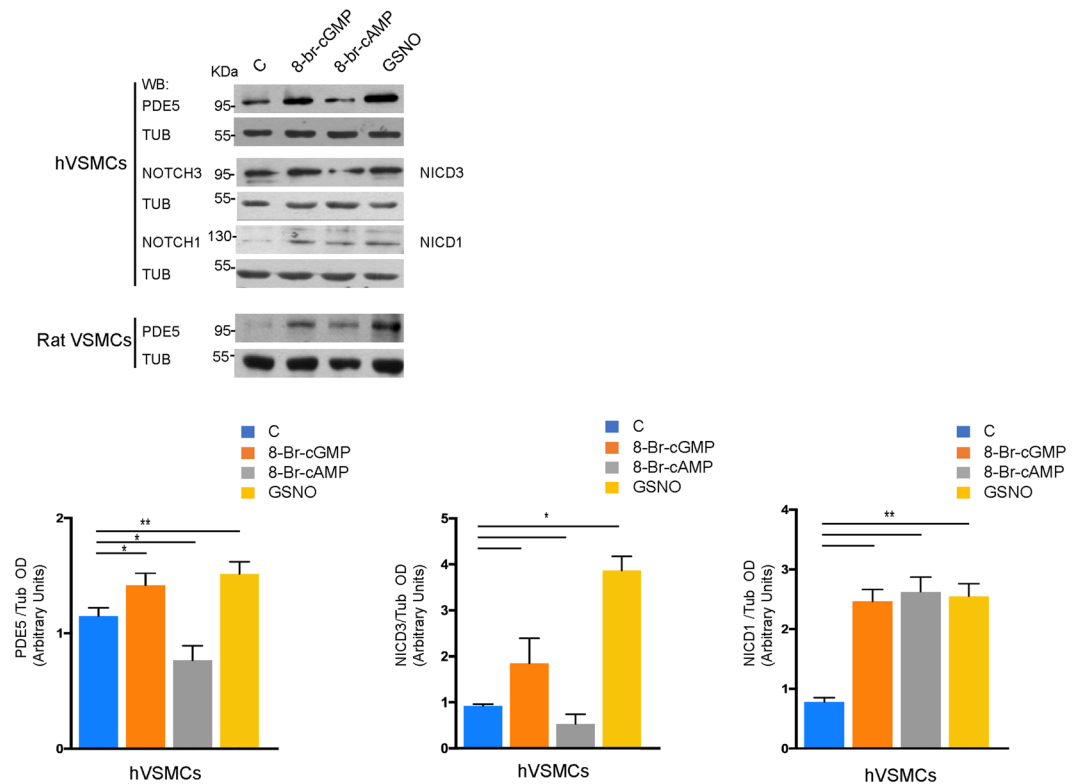 C 8-br-cGMP 8-br-cAMP GSNO
KDa
WB:
hVSMCs
PDE5 95-
TUB 55-
NOTCH3 95- NICD3
TUB 55-
NOTCH1 130- NICD1
TUB 55-
Rat VSMCs
PDE5 95-
TUB 55-
C
8-Br-cGMP
8-Br-cAMP
GSNO
PDE5 /Tub OD
(Arbitrary Units)
2
1
0
**
*
*
hVSMCs
C
8-Br-cGMP
8-Br-cAMP
GSNO
NICD3/Tub OD
(Arbitrary Units)
5
4
3
2
1
0
*
hVSMCs
C
8-Br-cGMP
8-Br-cAMP
GSNO
NICD1 /Tub OD
(Arbitrary Units)
4
3
2
1
0
**
hVSMCs